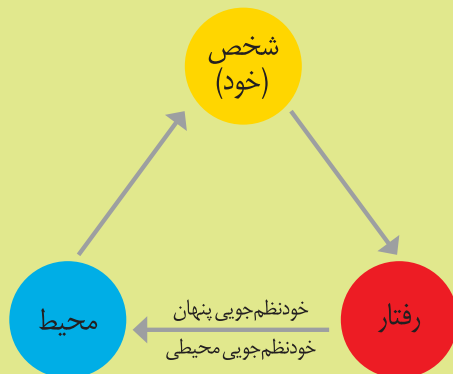 شخص
(خود)
رفتار
خودنظم‌جویی پنهان
خودنظم‌جویی محیطی
محیط